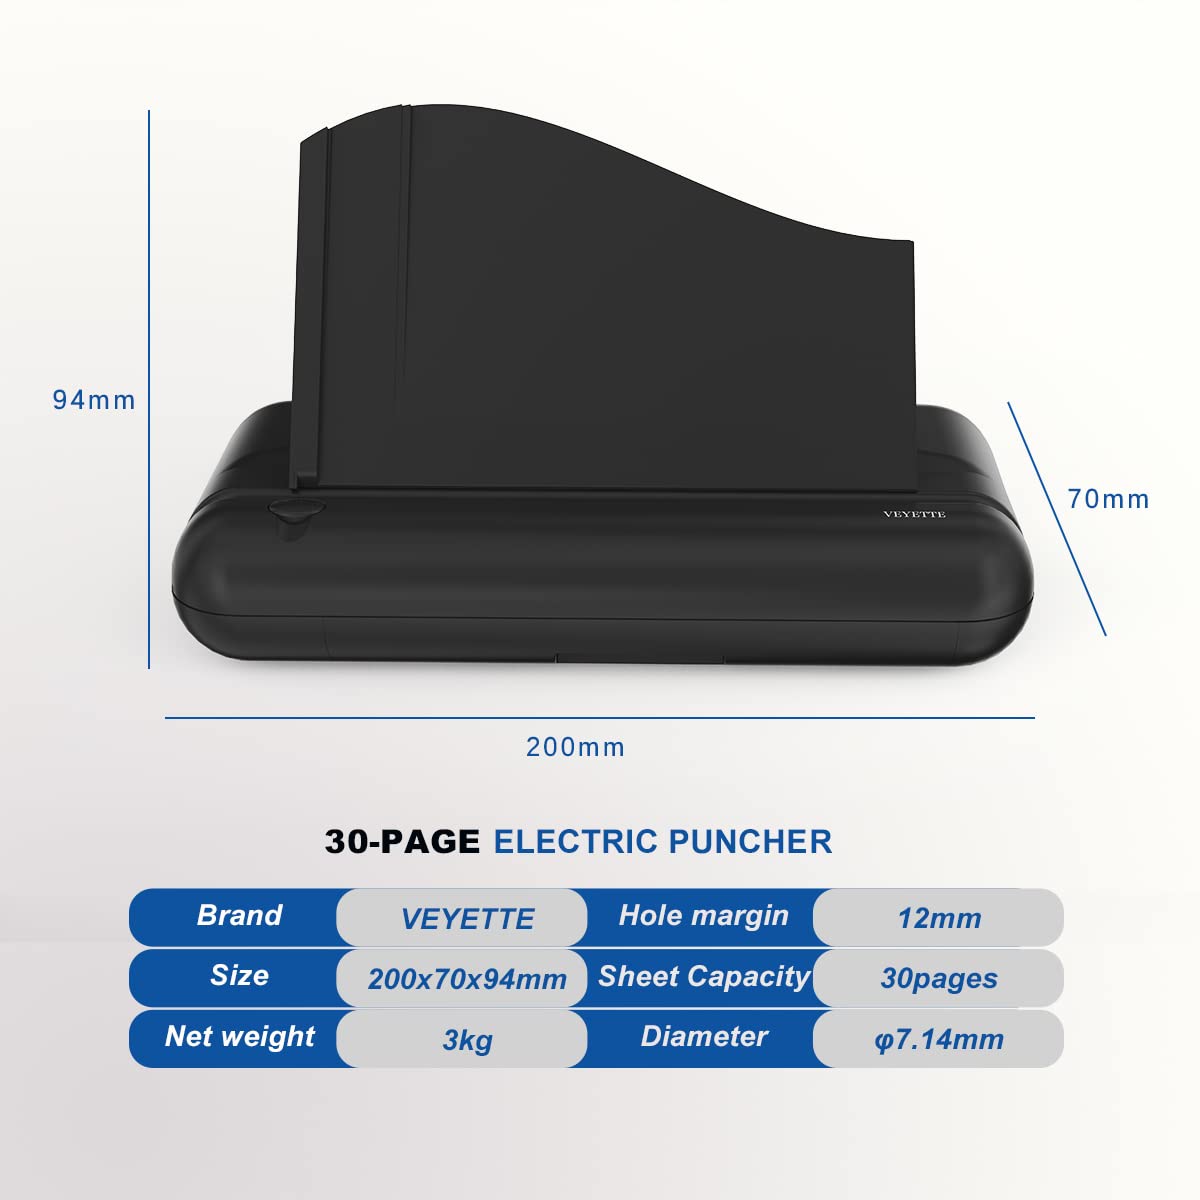 94mm
VEYETTE
70mm
200mm
30-PAGE ELECTRIC PUNCHER
Brand VEYETTE Hole margin 12mm
Size 200x70x94mm Sheet Capacity 30pages
Net weight 3kg Diameter φ7.14mm